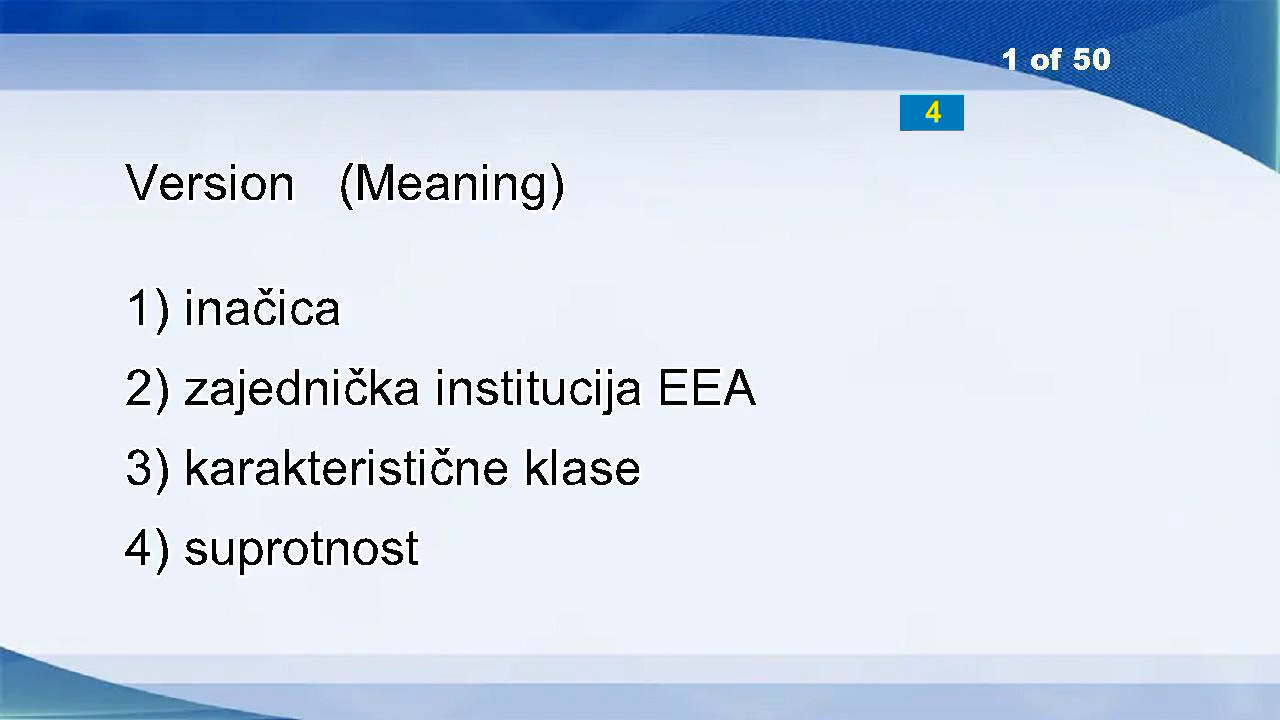 1 of 50
4
Version (Meaning)
1) inačica
2) zajednička institucija EEA
3) karakteristične klase
4) suprotnost